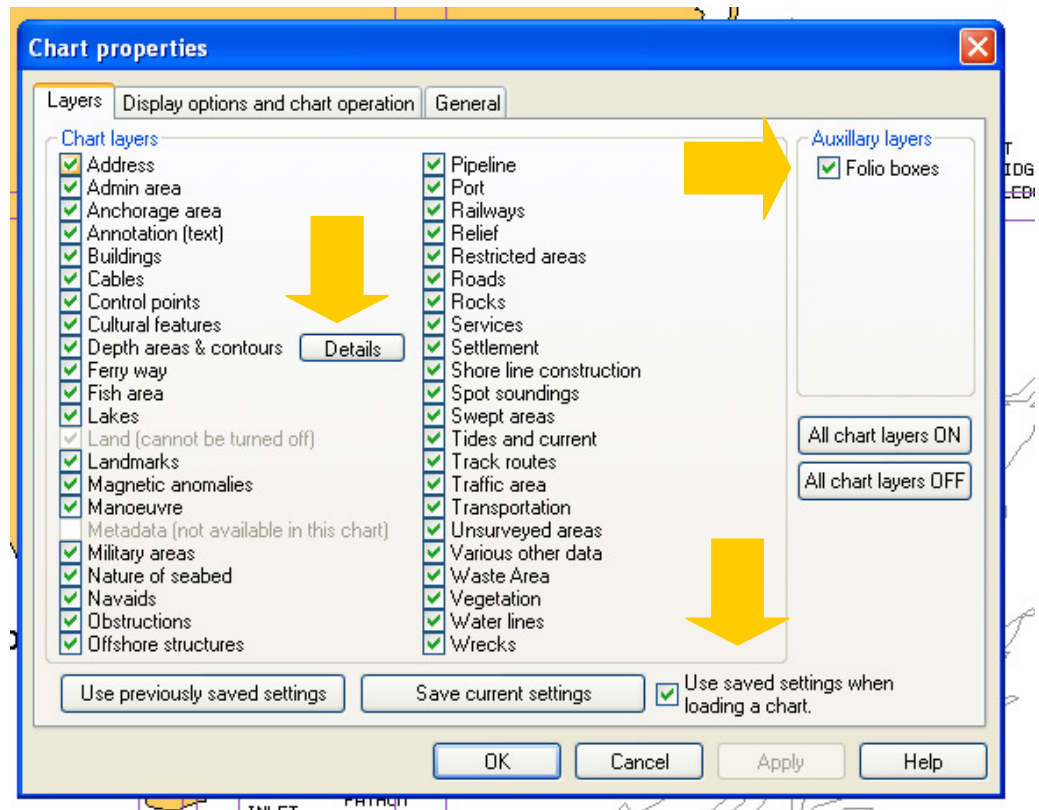 Chart properties
Layers
Display options and chart operation
General
Chart layers
Address
Admin area
Anchorage area
Annotation (text)
Buildings
Cables
Control points
Cultural features
Depth areas & contours
Details
Ferry way
Fish area
Lakes
Land (cannot be turned off)
Landmarks
Magnetic anomalies
Manoeuvre
Metadata (not available in this chart)
Military areas
Nature of seabed
Navaids
Obstructions
Offshore structures
Pipeline
Port
Railways
Relief
Restricted areas
Roads
Rocks
Services
Settlement
Shore line construction
Spot soundings
Swept areas
Tides and current
Track routes
Traffic area
Transportation
Unsurveyed areas
Various other data
Waste Area
Vegetation
Water lines
Wrecks
Auxillary layers
Folio boxes
All chart layers ON
All chart layers OFF
Use previously saved settings
Save current settings
Use saved settings when
loading a chart.
OK
Cancel
Apply
Help